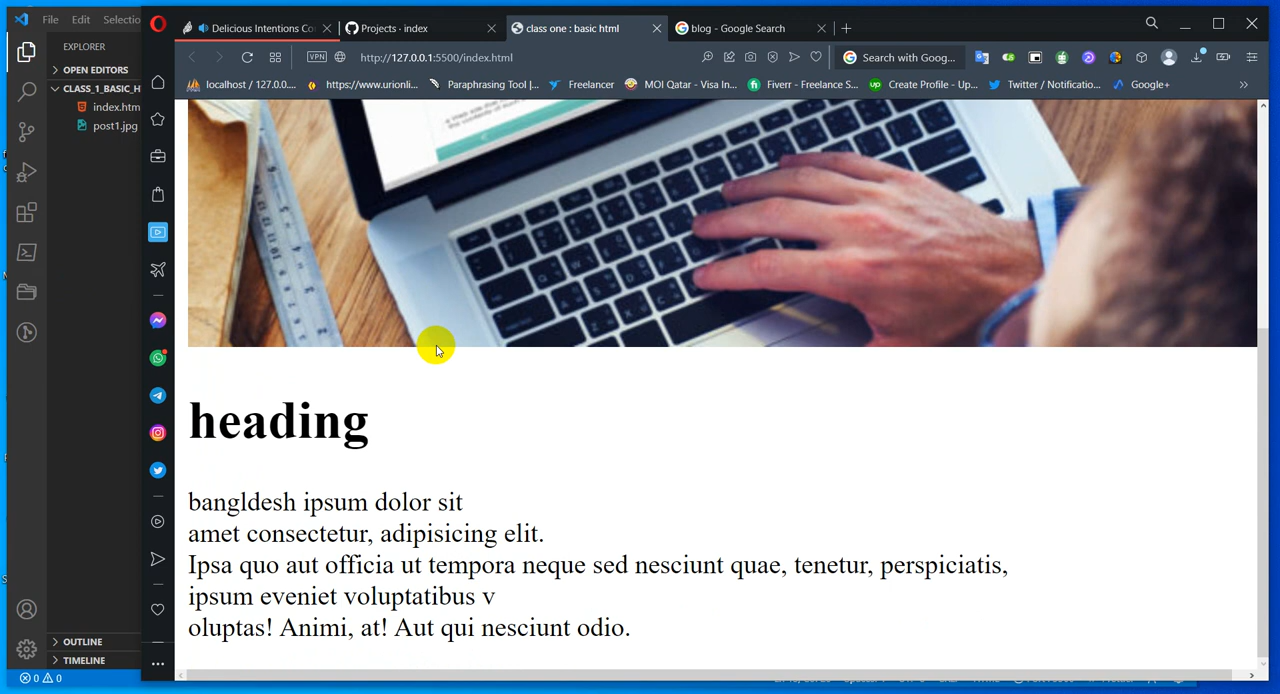 File Edit Selectio
Delicious Intentions Co
Projects · index
class one : basic html
blog - Google Search
EXPLORER
OPEN EDITORS
CLASS_1_BASIC_H
index.htm
post1.jpg
VPN
http://127.0.0.1:5500/index.html
Search with Goog...
localhost / 127.0....
https://www.urionli...
Paraphrasing Tool |...
Freelancer
MOI Qatar - Visa In...
Fiverr - Freelance S...
Create Profile - Up...
Twitter / Notificatio...
Google+
heading
bangldesh ipsum dolor sit
amet consectetur, adipisicing elit.
Ipsa quo aut officia ut tempora neque sed nesciunt quae, tenetur, perspiciatis,
ipsum eveniet voluptatibus v
oluptas! Animi, at! Aut qui nesciunt odio.
OUTLINE
TIMELINE
0 0